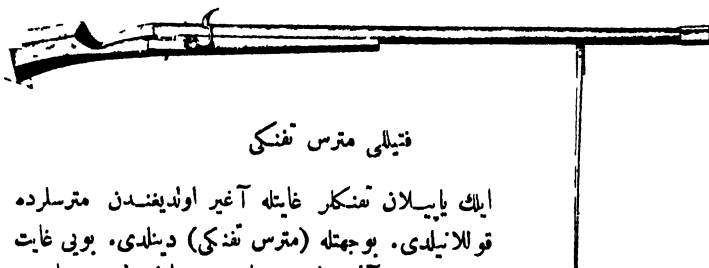 فتیللی مترس تفنکی
ایلك یاپیلان تفنکلر غایتله آغیر اولدیغندن مترسلرده
قوللانیلدی. بوجهتله (مترس تفنکی) دینلدی. بویی غایت